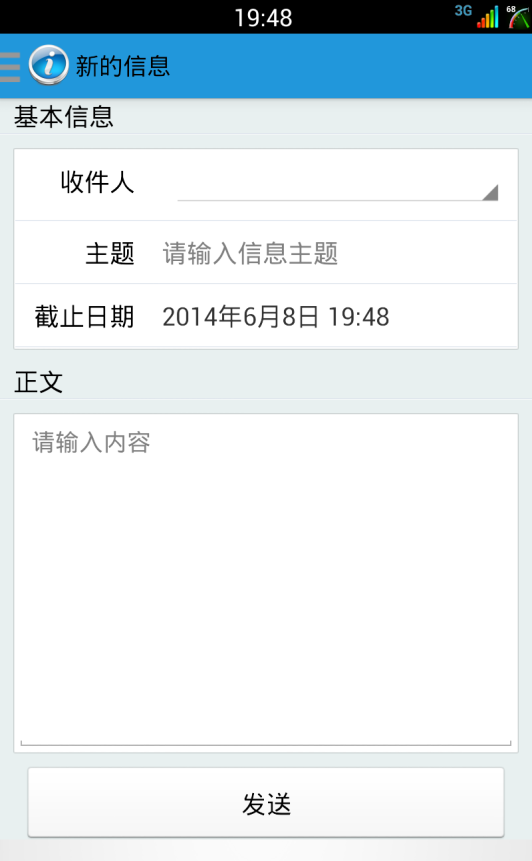 19:48
3G
68
新的信息
基本信息
收件人
主题 请输入信息主题
截止日期 2014年6月8日 19:48
正文
请输入内容
发送